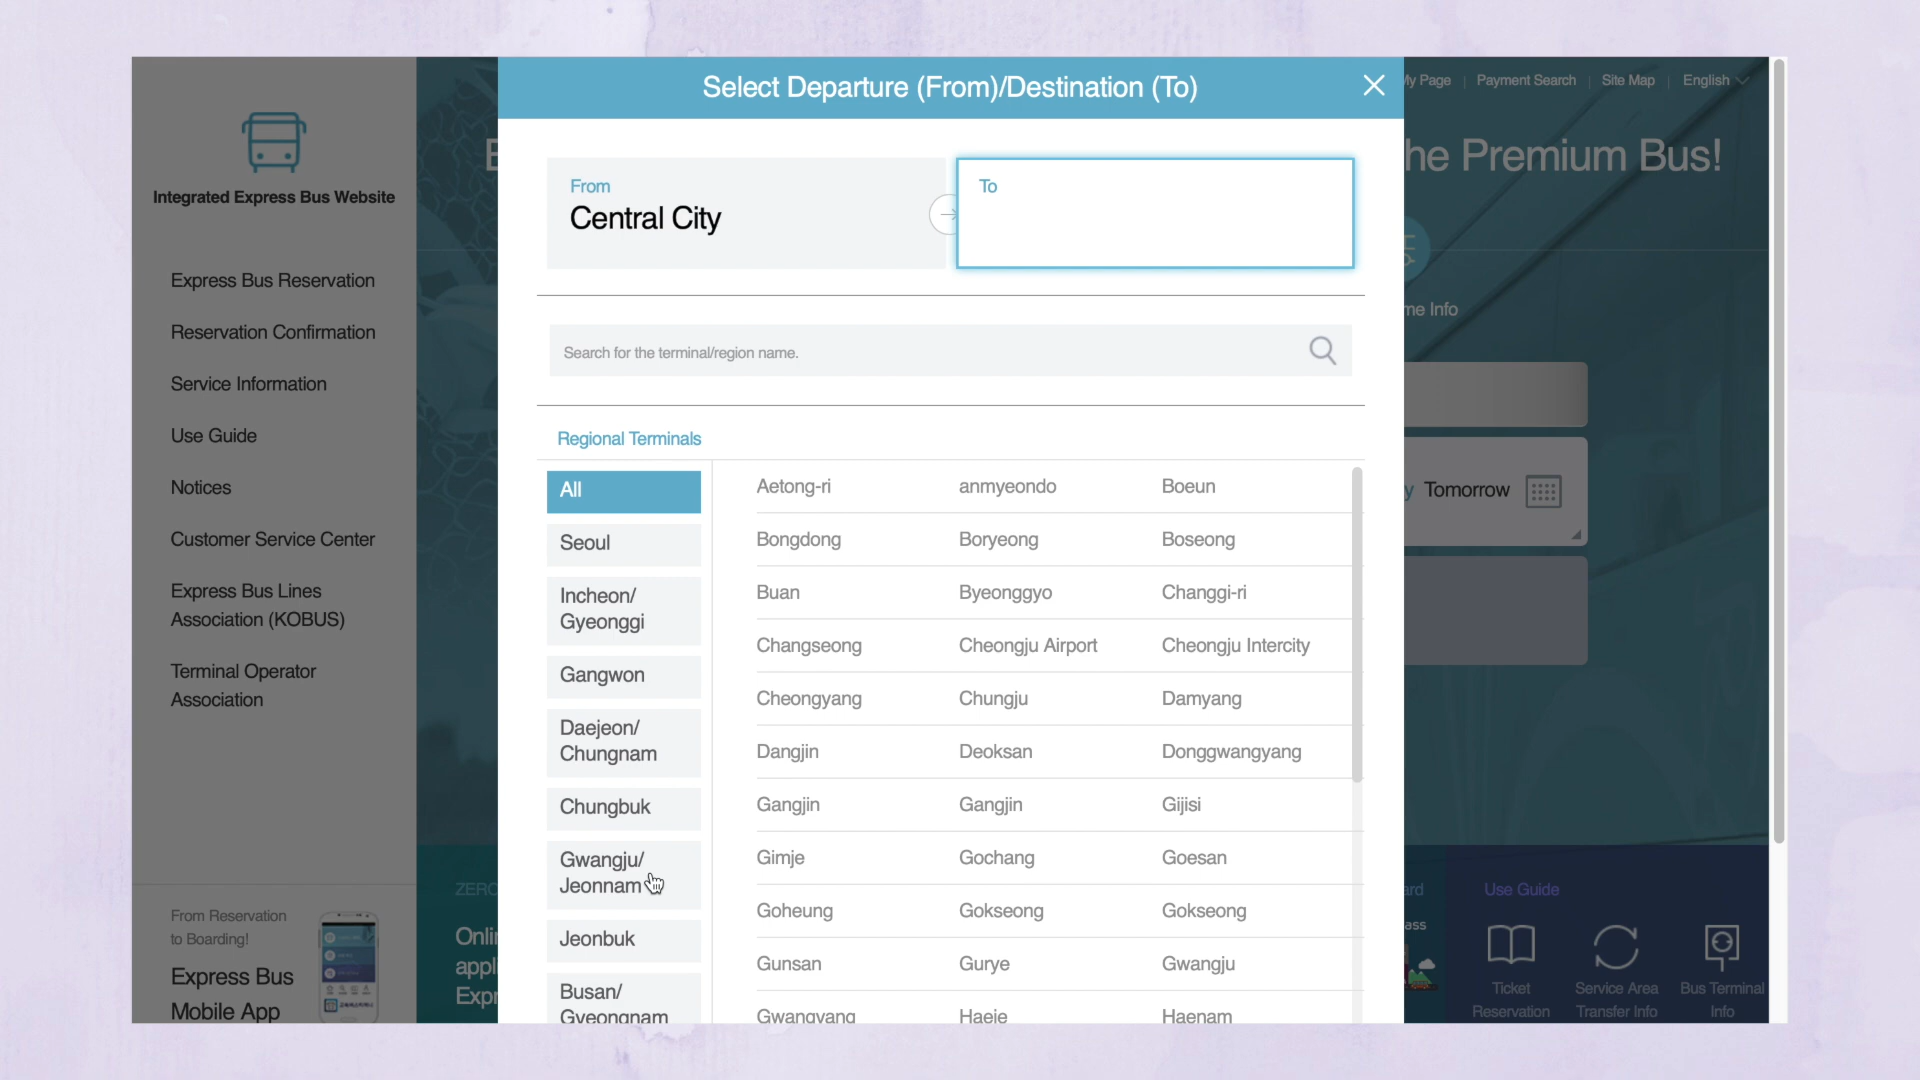 Integrated Express Bus Website
Express Bus Reservation
Reservation Confirmation
Service Information
Use Guide
Notices
Customer Service Center
Express Bus Lines
Association (KOBUS)
Terminal Operator
Association
From Reservation
to Boarding!
Express Bus
Mobile App
Select Departure (From)/Destination (To)
From
Central City
To
Search for the terminal/region name.
Regional Terminals
All
Seoul
Incheon/
Gyeonggi
Gangwon
Daejeon/
Chungnam
Chungbuk
Gwangju/
Jeonnam
Jeonbuk
Busan/
Gyeongnam
Aetong-ri anmyeondo Boeun
Bongdong Boryeong Boseong
Buan Byeonggyo Changgi-ri
Changseong Cheongju Airport Cheongju Intercity
Cheongyang Chungju Damyang
Dangjin Deoksan Donggwangyang
Gangjin Gangjin Gijisi
Gimje Gochang Goesan
Goheung Gokseong Gokseong
Gunsan Gurye Gwangju
Gwangyang Haeje Haenam
My Page Payment Search Site Map English
he Premium Bus!
me Info
y Tomorrow
ZERO
Onli
appl
Expr
ard
ass
Use Guide
Ticket
Reservation
Service Area
Transfer Info
Bus Terminal
Info